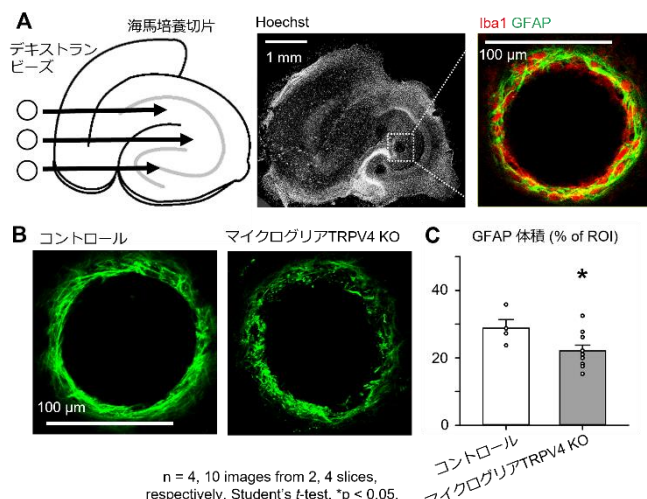 A
海馬培養切片
デキストラン
ビーズ
Hoechst
1 mm
Iba1 GFAP
100 µm
B
コントロール
マイクログリアTRPV4 KO
100 µm
C
GFAP 体積 (% of ROI)
*
40
20
0
コントロール
マイクログリアTRPV4 KO
n = 4, 10 images from 2, 4 slices,
respectively. Student's t-test. *p < 0.05.